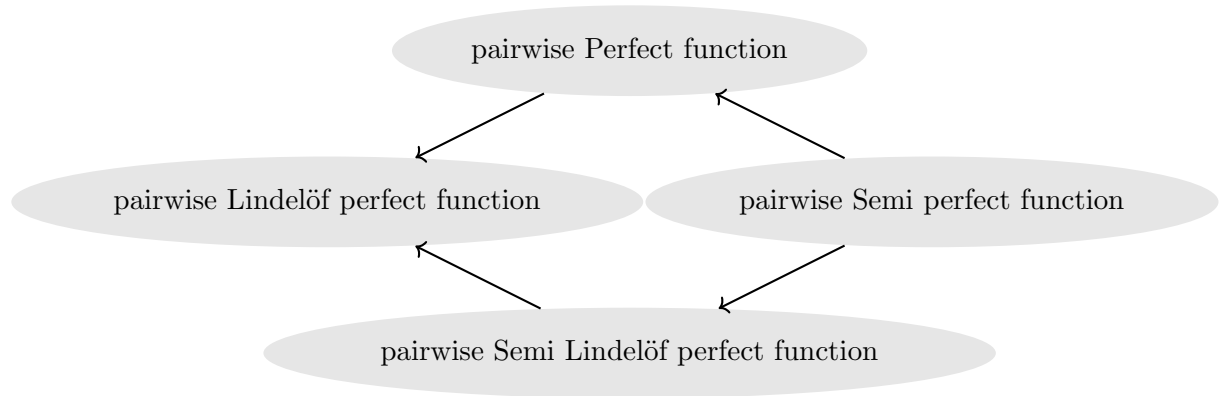 pairwise Perfect function
pairwise Lindelöf perfect function
pairwise Semi perfect function
pairwise Semi Lindelöf perfect function